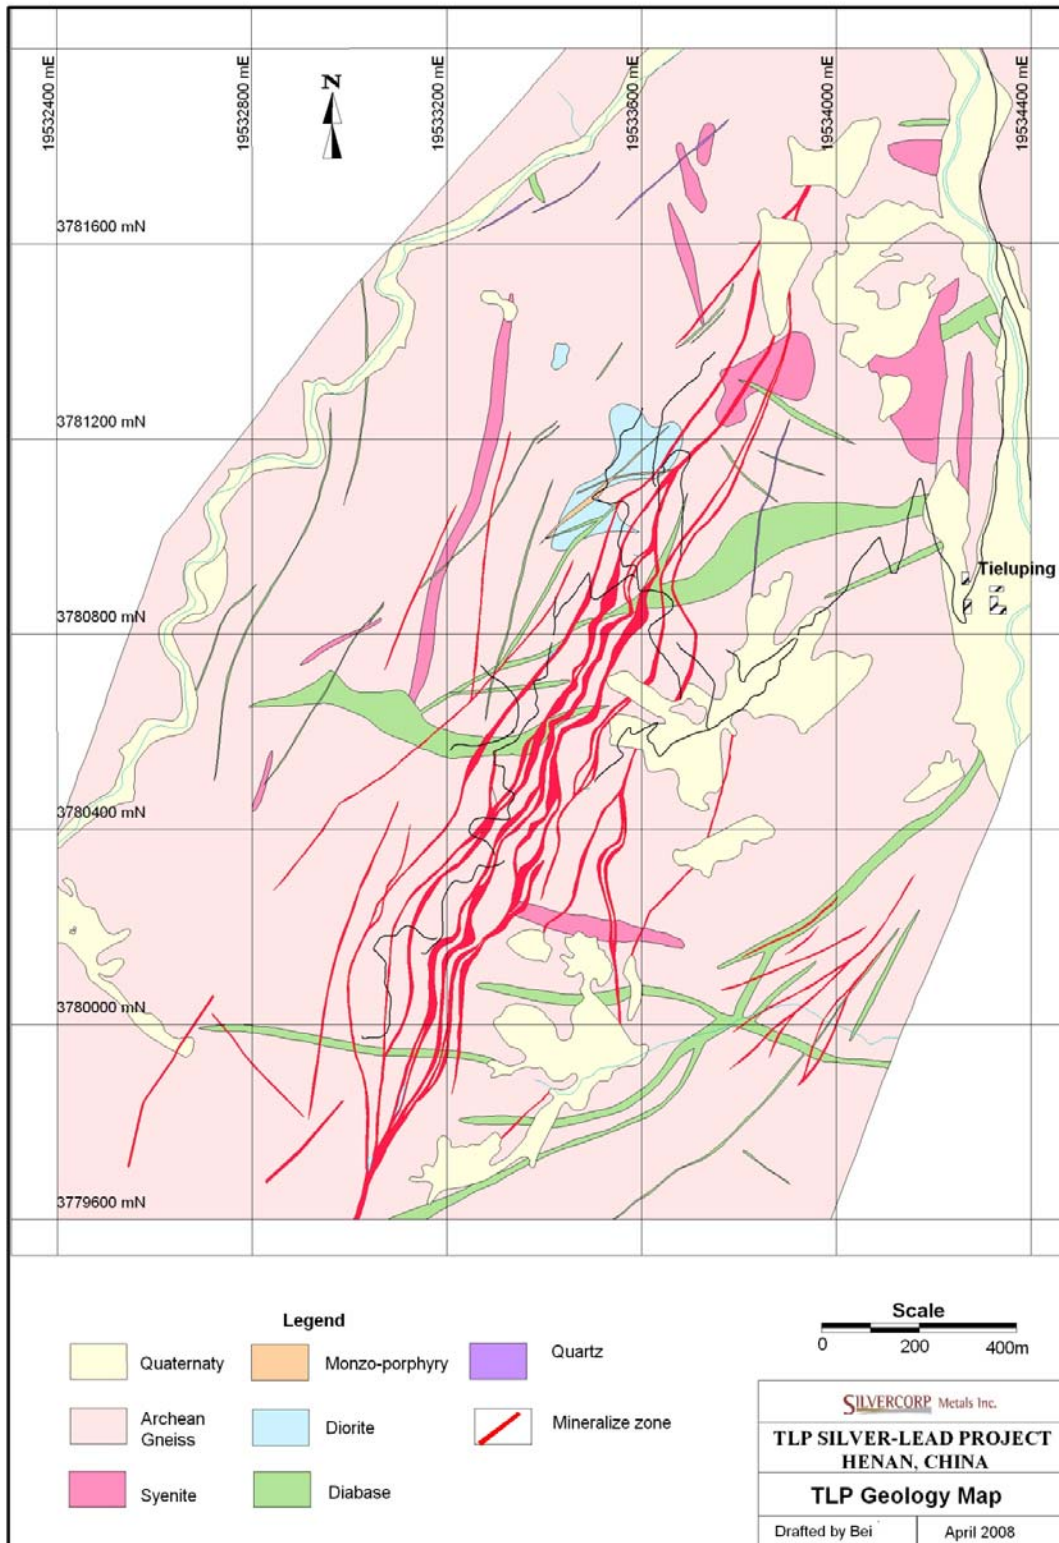 19532400 mE
19532800 mE
19533200 mE
19533600 mE
19534000 mE
19534400 mE
N
3781600 mN
3781200 mN
Tieluping
3780800 mN
3780400 mN
3780000 mN
3779600 mN
Legend
Quaternaty
Monzo-porphyry
Quartz
Archean
Gneiss
Diorite
Mineralize zone
Syenite
Diabase
Scale
0 200 400m
SILVERCORP Metals Inc.
TLP SILVER-LEAD PROJECT
HENAN, CHINA
TLP Geology Map
Drafted by Bei April 2008